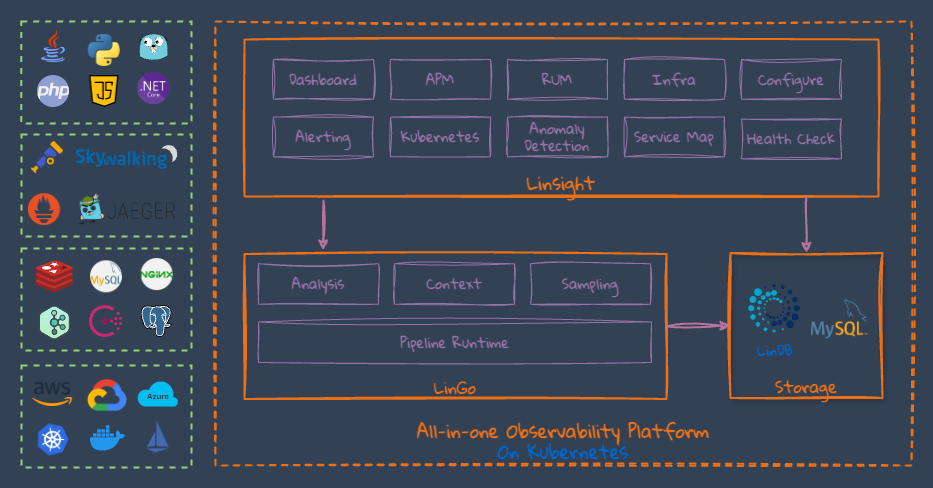 Java
php
JS
.NET
Core
Skywalking
JAEGER
MySQL
NGINX
aws
Azure
Dashboard
APM
RUM
Infra
Configure
Alerting
Kubernetes
Anomaly
Detection
Service Map
Health Check
Linsight
Analysis
Context
Sampling
Pipeline Runtime
LinGo
LinDB
MySQL
Storage
All-in-one Observability Platform
On Kubernetes